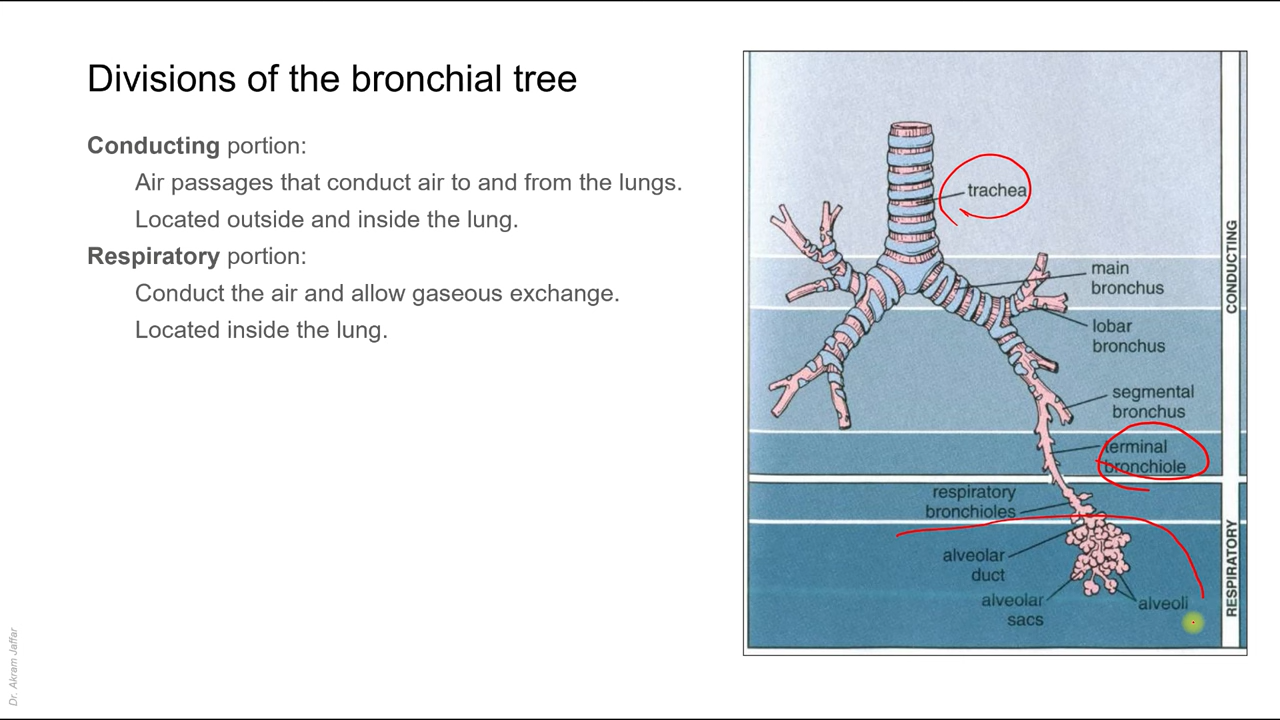 Divisions of the bronchial tree
Conducting portion:
Air passages that conduct air to and from the lungs.
Located outside and inside the lung.
Respiratory portion:
Conduct the air and allow gaseous exchange.
Located inside the lung.
trachea
main
bronchus
lobar
bronchus
segmental
bronchus
terminal
bronchiole
respiratory
bronchioles
alveolar
duct
alveolar
sacs
alveoli
CONDUCTING
RESPIRATORY
Dr. Akram Jaffar